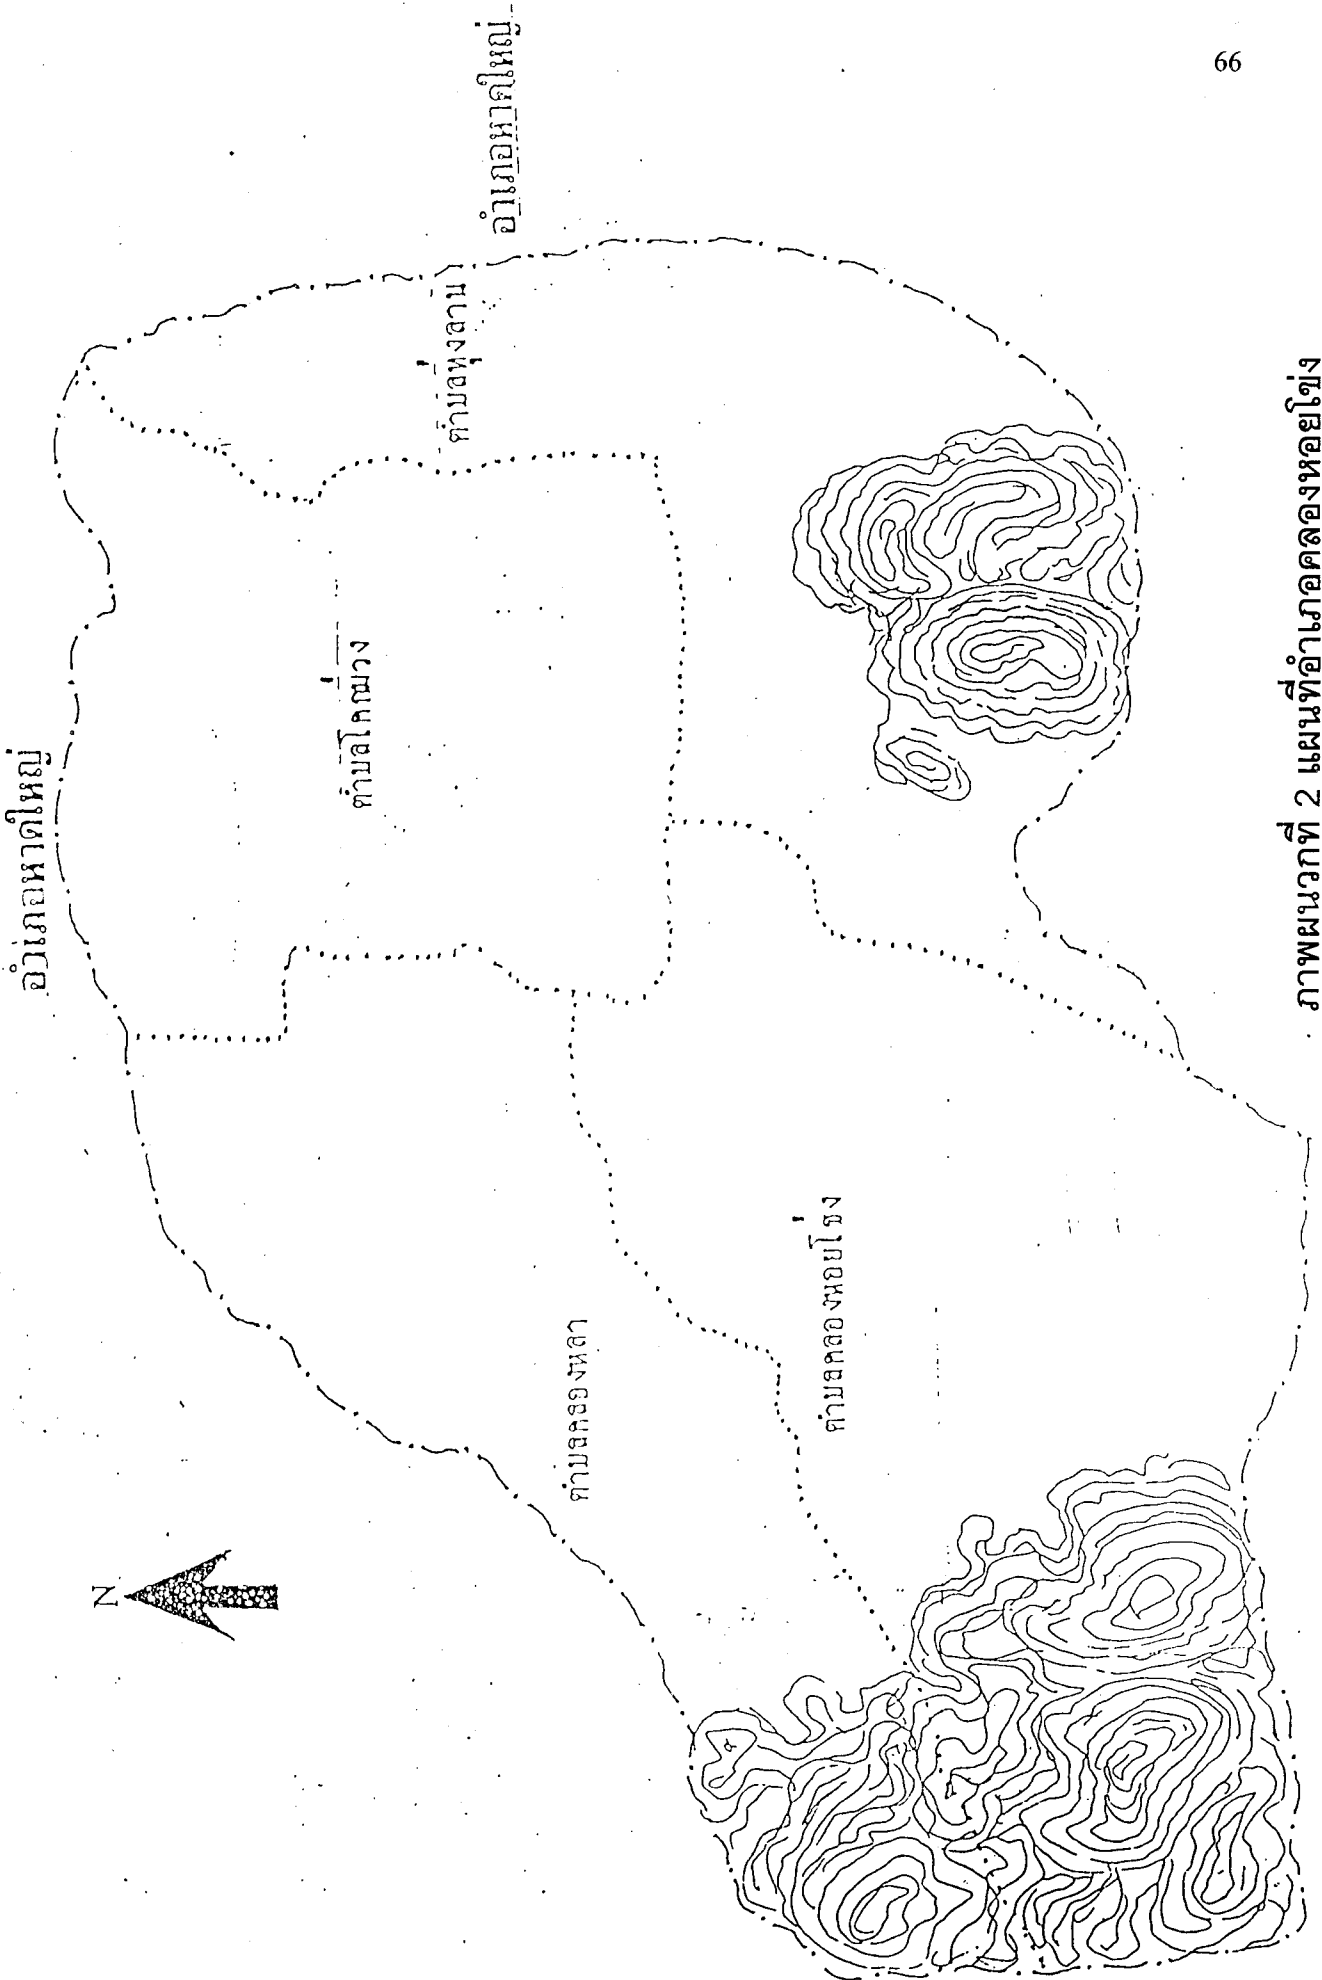 66
อำเภอหาดใหญ่
อำเภอหาดใหญ่
N
ตำบลทุ่งลาน
ตำบลโคกม่วง
ตำบลคลองหลา
ตำบลคลองหอยโข่ง
ภาพผนวกที่ 2 แผนที่อำเภอคลองหอยโข่ง